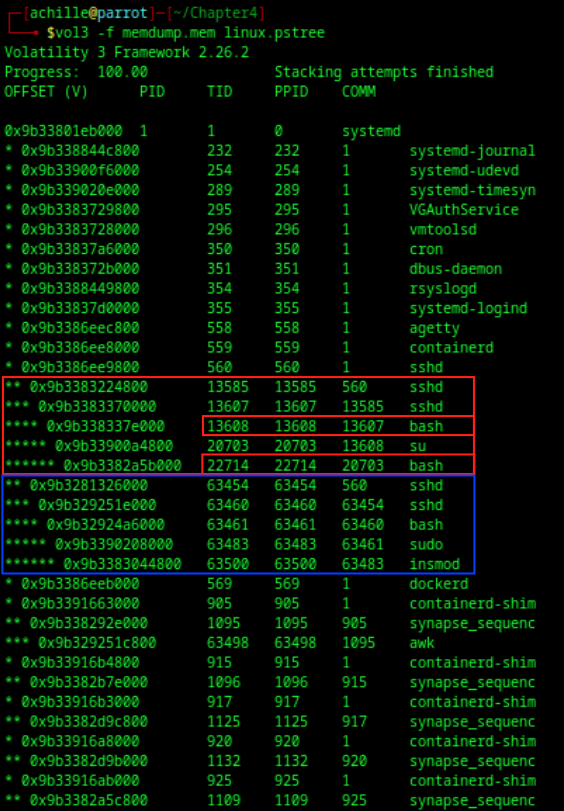 ┌─[achille@parrot]─[~/Chapter4]
└──╼ $vol3 -f memdump.mem linux.pstree
Volatility 3 Framework 2.26.2
Progress:  100.00               Stacking attempts finished
OFFSET (V)      PID     TID     PPID    COMM
0x9b33801eb000  1       1       0       systemd
* 0x9b338844c800        232     232     1       systemd-journal
* 0x9b33900f6000        254     254     1       systemd-udevd
* 0x9b339020e000        289     289     1       systemd-timesyn
* 0x9b3383729800        295     295     1       VGAuthService
* 0x9b3383728000        296     296     1       vmtoolsd
* 0x9b33837a6000        350     350     1       cron
* 0x9b338372b000        351     351     1       dbus-daemon
* 0x9b3388449800        354     354     1       rsyslogd
* 0x9b33837d0000        355     355     1       systemd-logind
* 0x9b3386eec800        558     558     1       agetty
* 0x9b3386ee8000        559     559     1       containerd
* 0x9b3386ee9800        560     560     1       sshd
** 0x9b3383224800       13585   13585   560     sshd
*** 0x9b3383370000      13607   13607   13585   sshd
**** 0x9b338337e000     13608   13608   13607   bash
***** 0x9b33900a4800    20703   20703   13608   su
****** 0x9b3382a5b000   22714   22714   20703   bash
** 0x9b3281326000       63454   63454   560     sshd
*** 0x9b329251e000      63460   63460   63454   sshd
**** 0x9b32924a6000     63461   63461   63460   bash
***** 0x9b3390208000    63483   63483   63461   sudo
****** 0x9b3383044800   63500   63500   63483   insmod
* 0x9b3386eeb000        569     569     1       dockerd
* 0x9b3391663000        905     905     1       containerd-shim
** 0x9b338292e000       1095    1095    905     synapse_sequenc
*** 0x9b329251c800      63498   63498   1095    awk
* 0x9b33916b4800        915     915     1       containerd-shim
** 0x9b3382b7e000       1096    1096    915     synapse_sequenc
* 0x9b33916b3000        917     917     1       containerd-shim
** 0x9b3382d9c800       1125    1125    917     synapse_sequenc
* 0x9b33916a8000        920     920     1       containerd-shim
** 0x9b3382d9b000       1132    1132    920     synapse_sequenc
* 0x9b33916ab000        925     925     1       containerd-shim
** 0x9b3382a5c800       1109    1109    925     synapse_sequenc